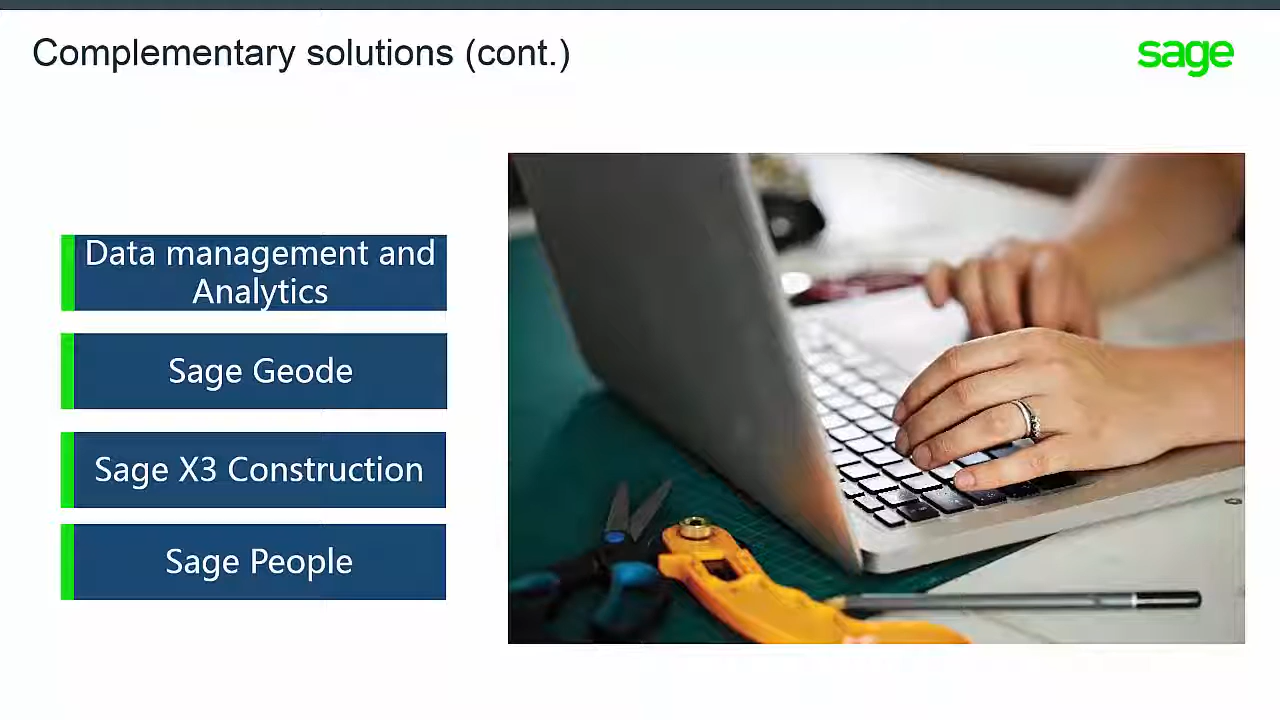 Complementary solutions (cont.)
sage
Data management and
Analytics
Sage Geode
Sage X3 Construction
Sage People